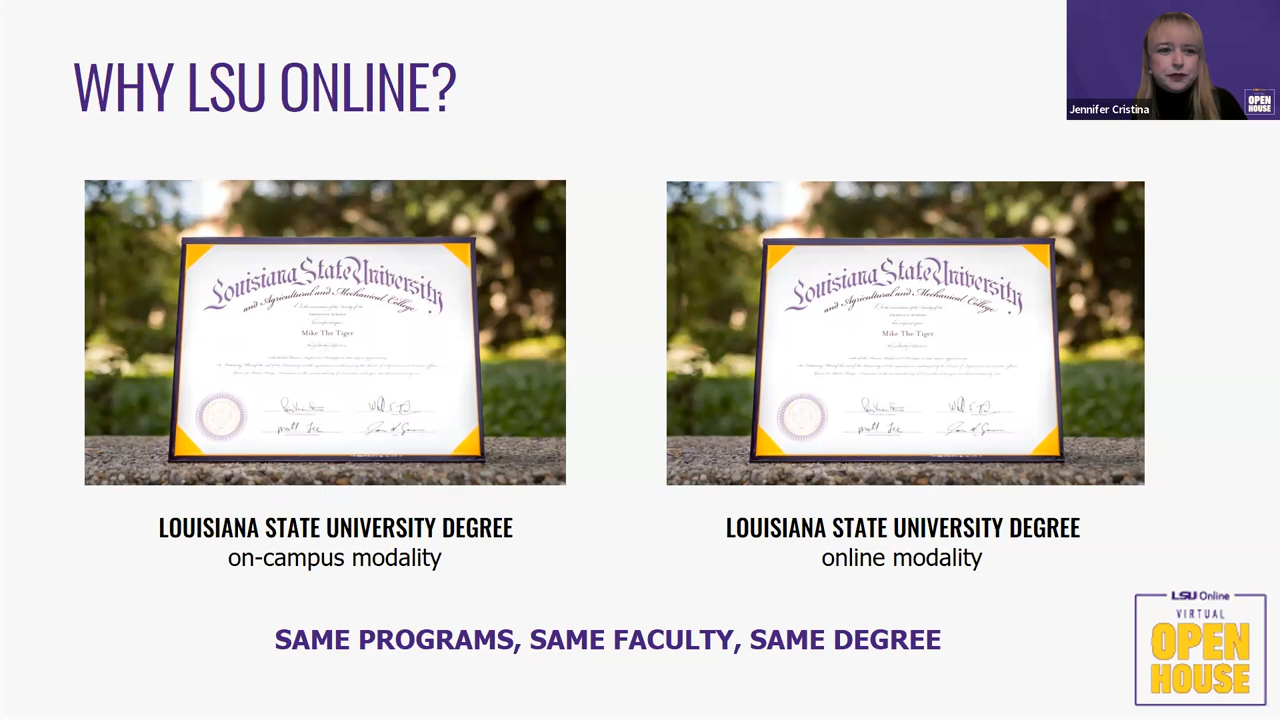 WHY LSU ONLINE?
Jennifer Cristina
OPEN
HOUSE
Louisiana State University
and Agricultural and Mechanical College
Mike The Tiger
Louisiana State University
and Agricultural and Mechanical College
Mike The Tiger
LOUISIANA STATE UNIVERSITY DEGREE
on-campus modality
LOUISIANA STATE UNIVERSITY DEGREE
online modality
SAME PROGRAMS, SAME FACULTY, SAME DEGREE
LSU Online
VIRTUAL
OPEN
HOUSE